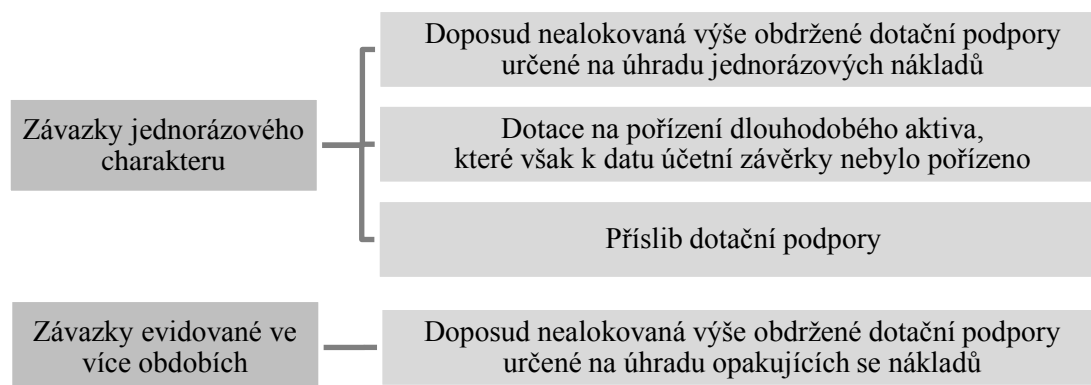 Doposud nealokovaná výše obdržené dotační podpory
určené na úhradu jednorázových nákladů
Závazky jednorázového
charakteru
Dotace na pořízení dlouhodobého aktiva,
které však k datu účetní závěrky nebylo pořízeno
Příslib dotační podpory
Závazky evidované ve
více obdobích
Doposud nealokovaná výše obdržené dotační podpory
určené na úhradu opakujících se nákladů